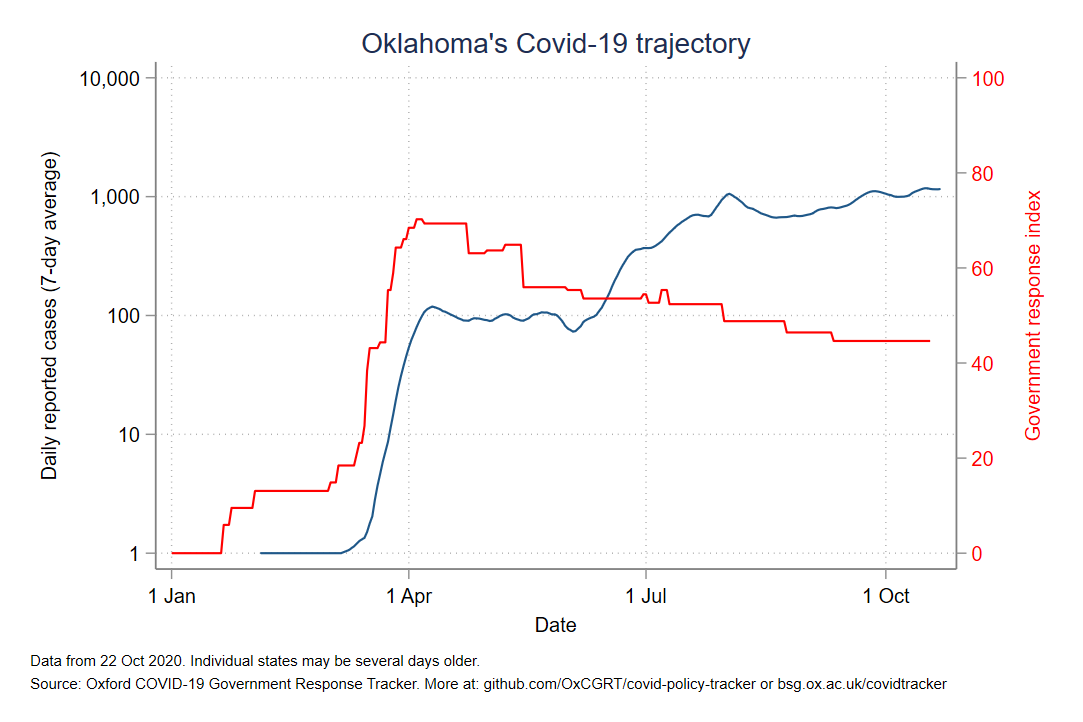 Oklahoma's Covid-19 trajectory
Daily reported cases (7-day average)
10,000
1,000
100
10
1
100
80
60
40
20
0
Government response index
1 Jan
1 Apr
1 Jul
1 Oct
Date
Data from 22 Oct 2020. Individual states may be several days older.
Source: Oxford COVID-19 Government Response Tracker. More at: github.com/OxCGRT/covid-policy-tracker or bsg.ox.ac.uk/covidtracker